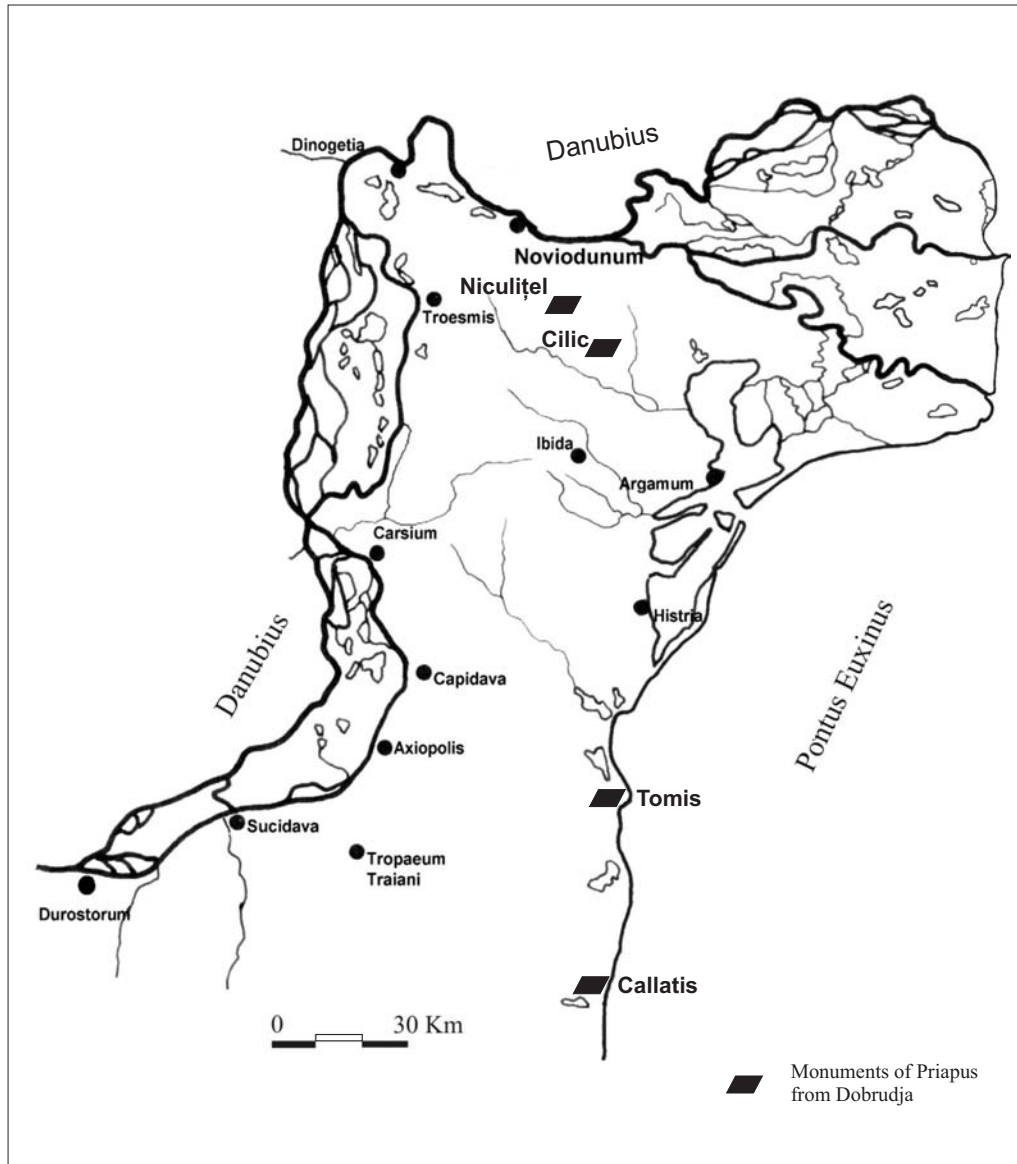 Danubius
Dinogetia
Noviodunum
Niculițel
Troesmis
Cilic
Ibida
Argamum
Carsium
Histria
Danubius
Pontus Euxinus
Capidava
Axiopolis
Tomis
Sucidava
Tropaeum
Traiani
Durostorum
Callatis
0 30 Km
Monuments of Priapus
from Dobrudja